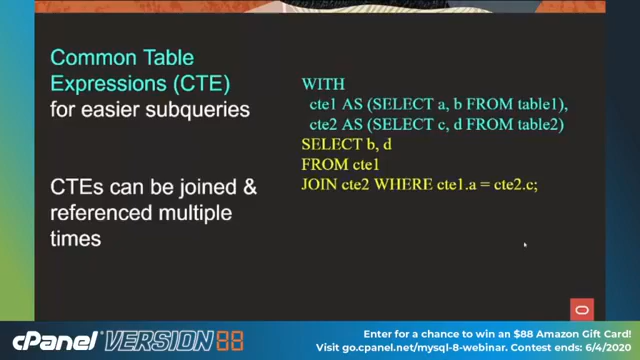 Common Table
Expressions (CTE)
for easier subqueries
CTEs can be joined &
referenced multiple
times
WITH
cte1 AS (SELECT a, b FROM table1),
cte2 AS (SELECT c, d FROM table2)
SELECT b, d
FROM cte1
JOIN cte2 WHERE cte1.a = cte2.c;
cPanel VERSION 88
Enter for a chance to win an $88 Amazon Gift Card!
Visit go.cpanel.net/mysql-8-webinar. Contest ends: 6/4/2020